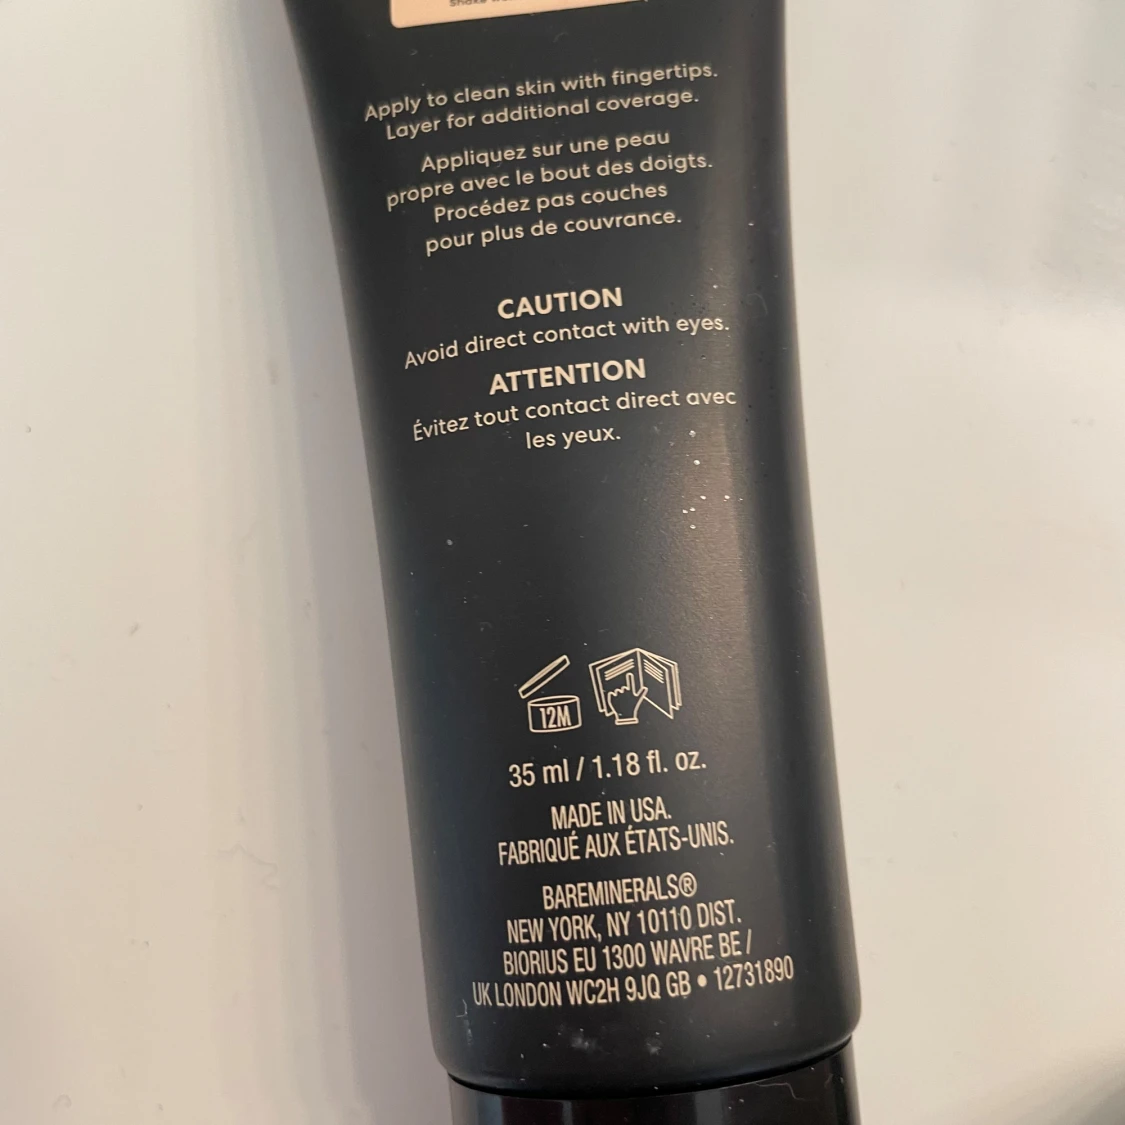 Apply to clean skin with fingertips.
Layer for additional coverage.
Appliquez sur une peau
propre avec le bout des doigts.
Procédez pas couches
pour plus de couvrance.
CAUTION
Avoid direct contact with eyes.
ATTENTION
Évitez tout contact direct avec
les yeux.
12M
35 ml / 1.18 fl. oz.
MADE IN USA.
FABRIQUÉ AUX ÉTATS-UNIS.
BAREMINERALS®
NEW YORK, NY 10110 DIST.
BIORIUS EU 1300 WAVRE BE /
UK LONDON WC2H 9JQ GB • 12731890